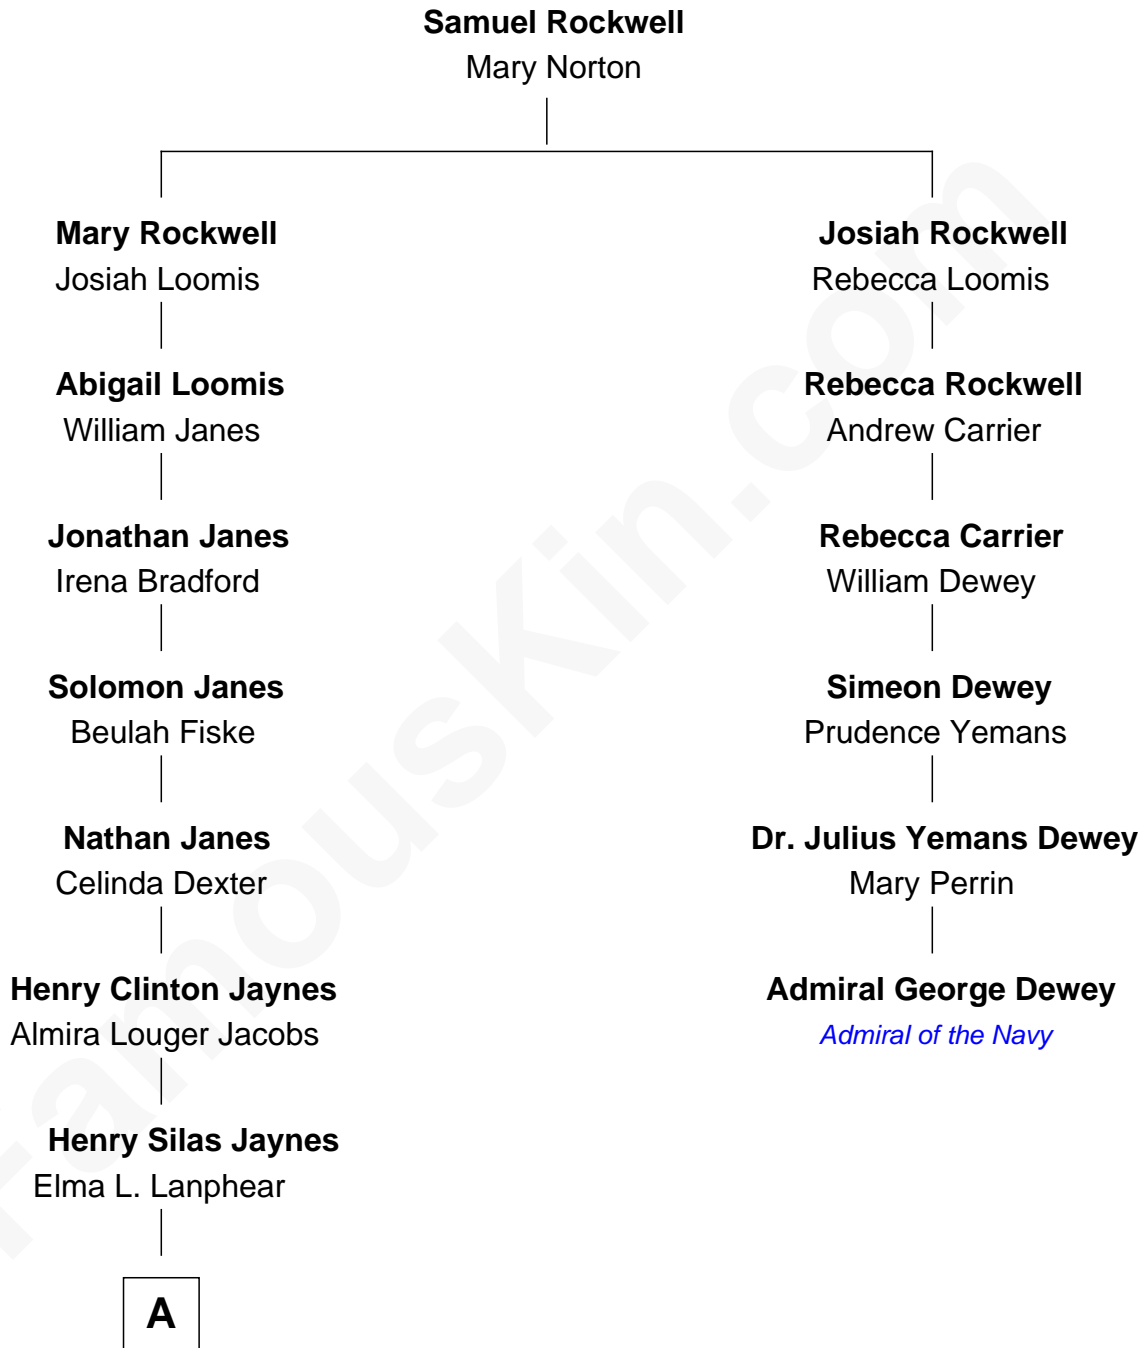 Samuel Rockwell
Mary Norton
Mary Rockwell
Josiah Loomis
Josiah Rockwell
Rebecca Loomis
Abigail Loomis
William Janes
Rebecca Rockwell
Andrew Carrier
Jonathan Janes
Irena Bradford
Rebecca Carrier
William Dewey
Solomon Janes
Beulah Fiske
Simeon Dewey
Prudence Yemans
Nathan Janes
Celinda Dexter
Dr. Julius Yemans Dewey
Mary Perrin
Henry Clinton Jaynes
Almira Louger Jacobs
Admiral George Dewey
Admiral of the Navy
Henry Silas Jaynes
Elma L. Lanphear
A
FamousKin.com